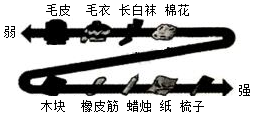 毛皮 毛衣 长白袜 棉花
弱
强
木块 橡皮筋 蜡烛 纸 梳子